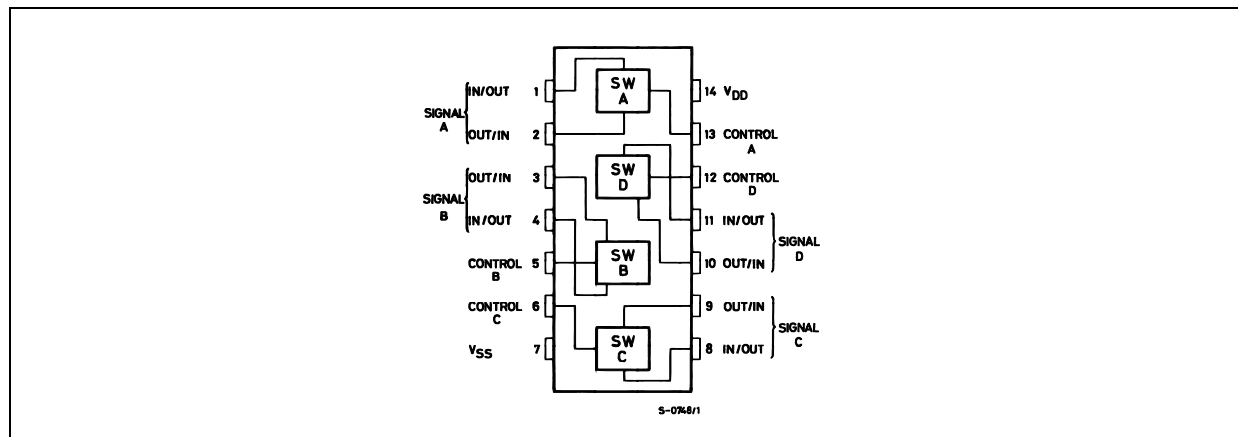 IN/OUT 1
SIGNAL A
OUT/IN 2
OUT/IN 3
SIGNAL B
IN/OUT 4
CONTROL B 5
CONTROL C 6
VSS 7
SW A
SW D
SW B
SW C
14 VDD
13 CONTROL A
12 CONTROL D
11 IN/OUT
SIGNAL D
10 OUT/IN
9 OUT/IN
SIGNAL C
8 IN/OUT
S-0748/1